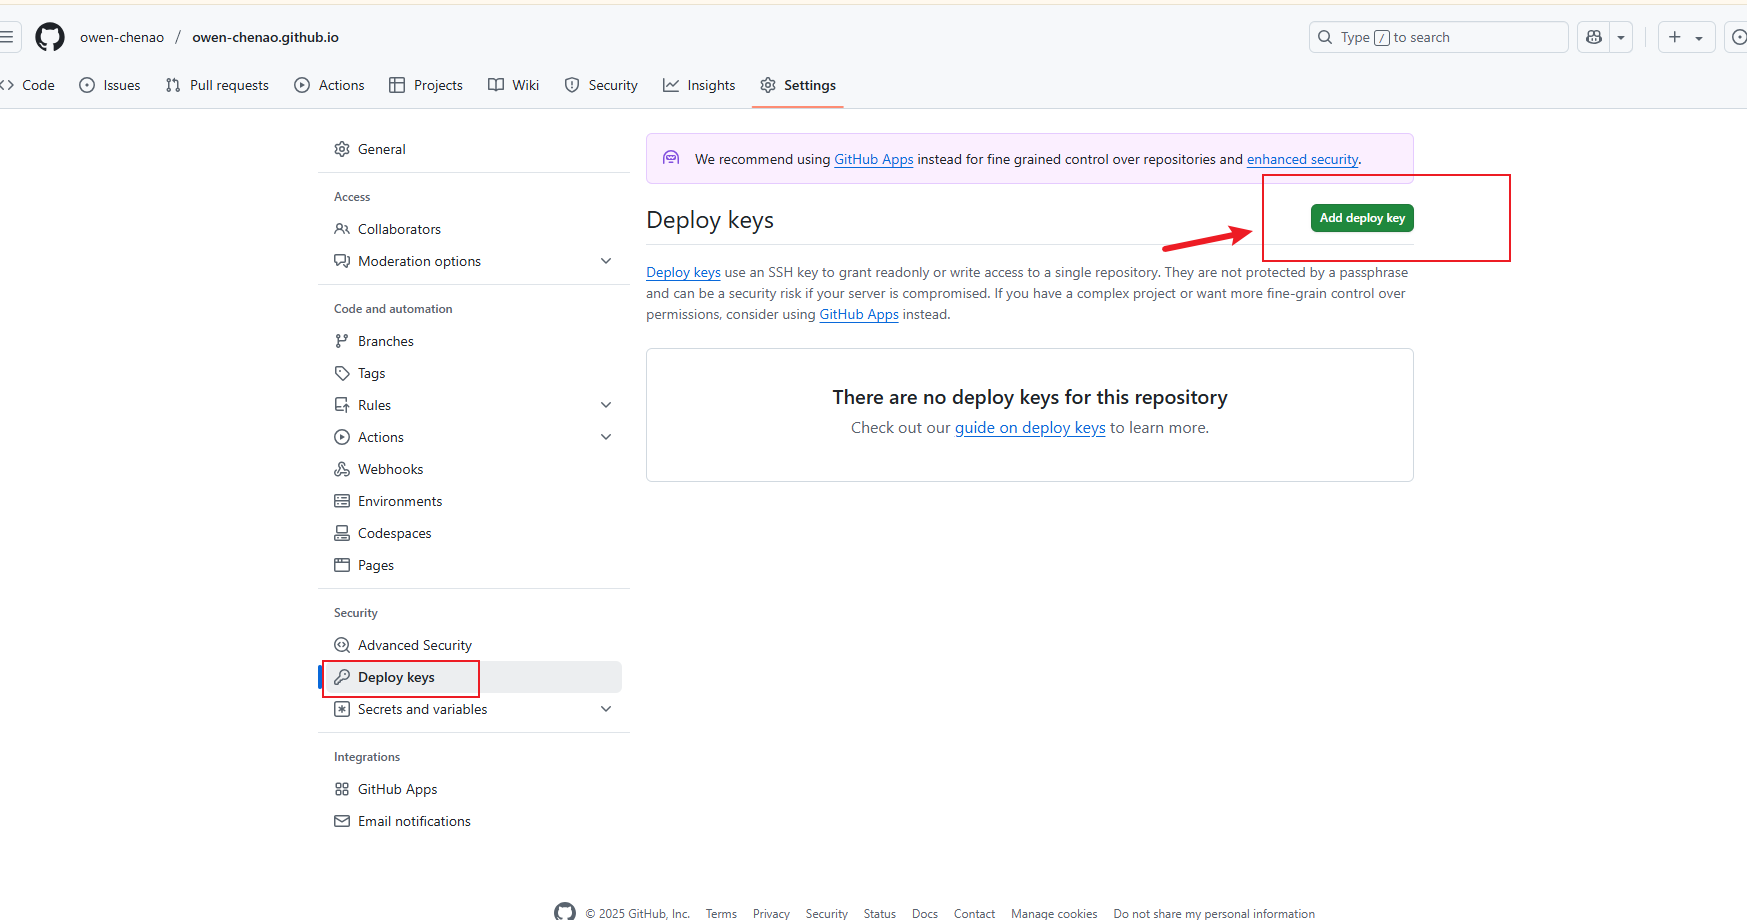 owen-chenao / owen-chenao.github.io
Type / to search
Code Issues Pull requests Actions Projects Wiki Security Insights Settings
General
Access
Collaborators
Moderation options
Code and automation
Branches
Tags
Rules
Actions
Webhooks
Environments
Codespaces
Pages
Security
Advanced Security
Deploy keys
Secrets and variables
Integrations
GitHub Apps
Email notifications
We recommend using GitHub Apps instead for fine grained control over repositories and enhanced security.
Deploy keys
Add deploy key
Deploy keys use an SSH key to grant readonly or write access to a single repository. They are not protected by a passphrase
and can be a security risk if your server is compromised. If you have a complex project or want more fine-grain control over
permissions, consider using GitHub Apps instead.
There are no deploy keys for this repository
Check out our guide on deploy keys to learn more.
© 2025 GitHub, Inc. Terms Privacy Security Status Docs Contact Manage cookies Do not share my personal information